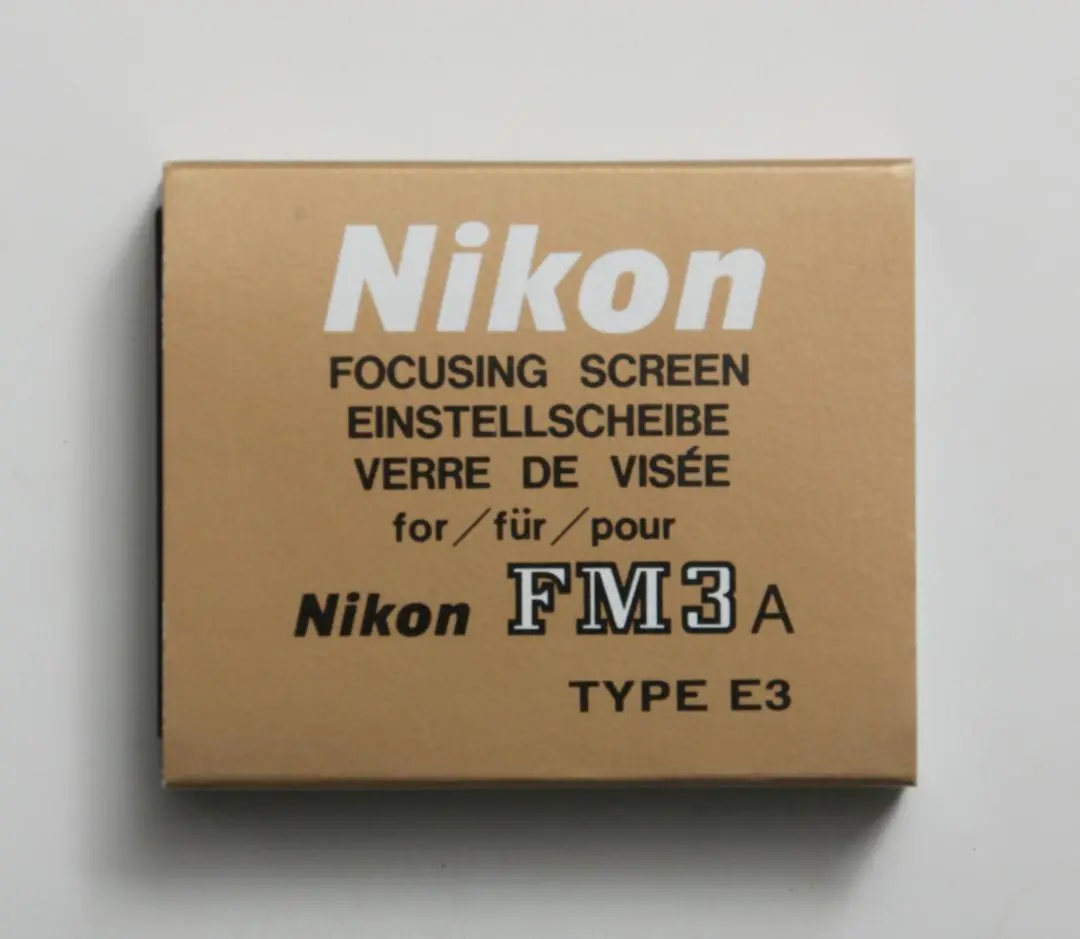 Nikon
FOCUSING SCREEN
EINSTELLSCHEIBE
VERRE DE VISÉE
for/für/pour
Nikon FM3A
TYPE E3